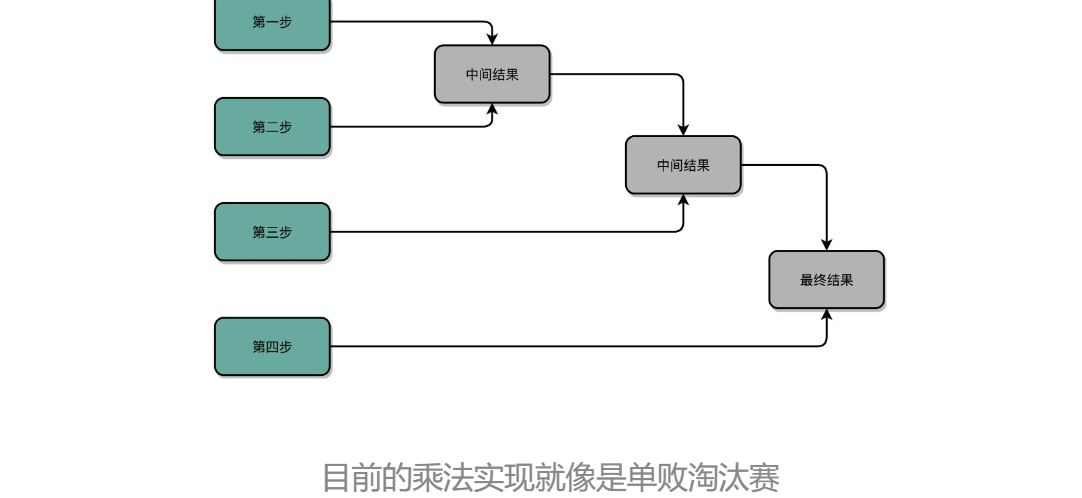 第一步
中间结果
第二步
中间结果
第三步
最终结果
第四步
目前的乘法实现就像是单败淘汰赛